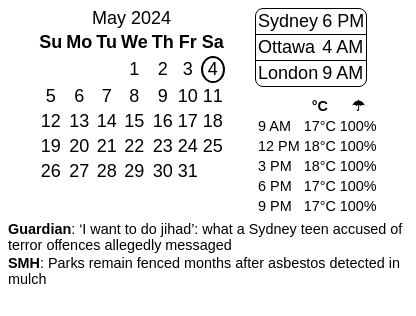 May 2024
Su Mo Tu We Th Fr Sa
1 2 3 4
5 6 7 8 9 10 11
12 13 14 15 16 17 18
19 20 21 22 23 24 25
26 27 28 29 30 31
Sydney 6 PM
Ottawa 4 AM
London 9 AM
°C ☂
9 AM 17°C 100%
12 PM 18°C 100%
3 PM 18°C 100%
6 PM 17°C 100%
9 PM 17°C 100%
Guardian: ‘I want to do jihad’: what a Sydney teen accused of
terror offences allegedly messaged
SMH: Parks remain fenced months after asbestos detected in
mulch